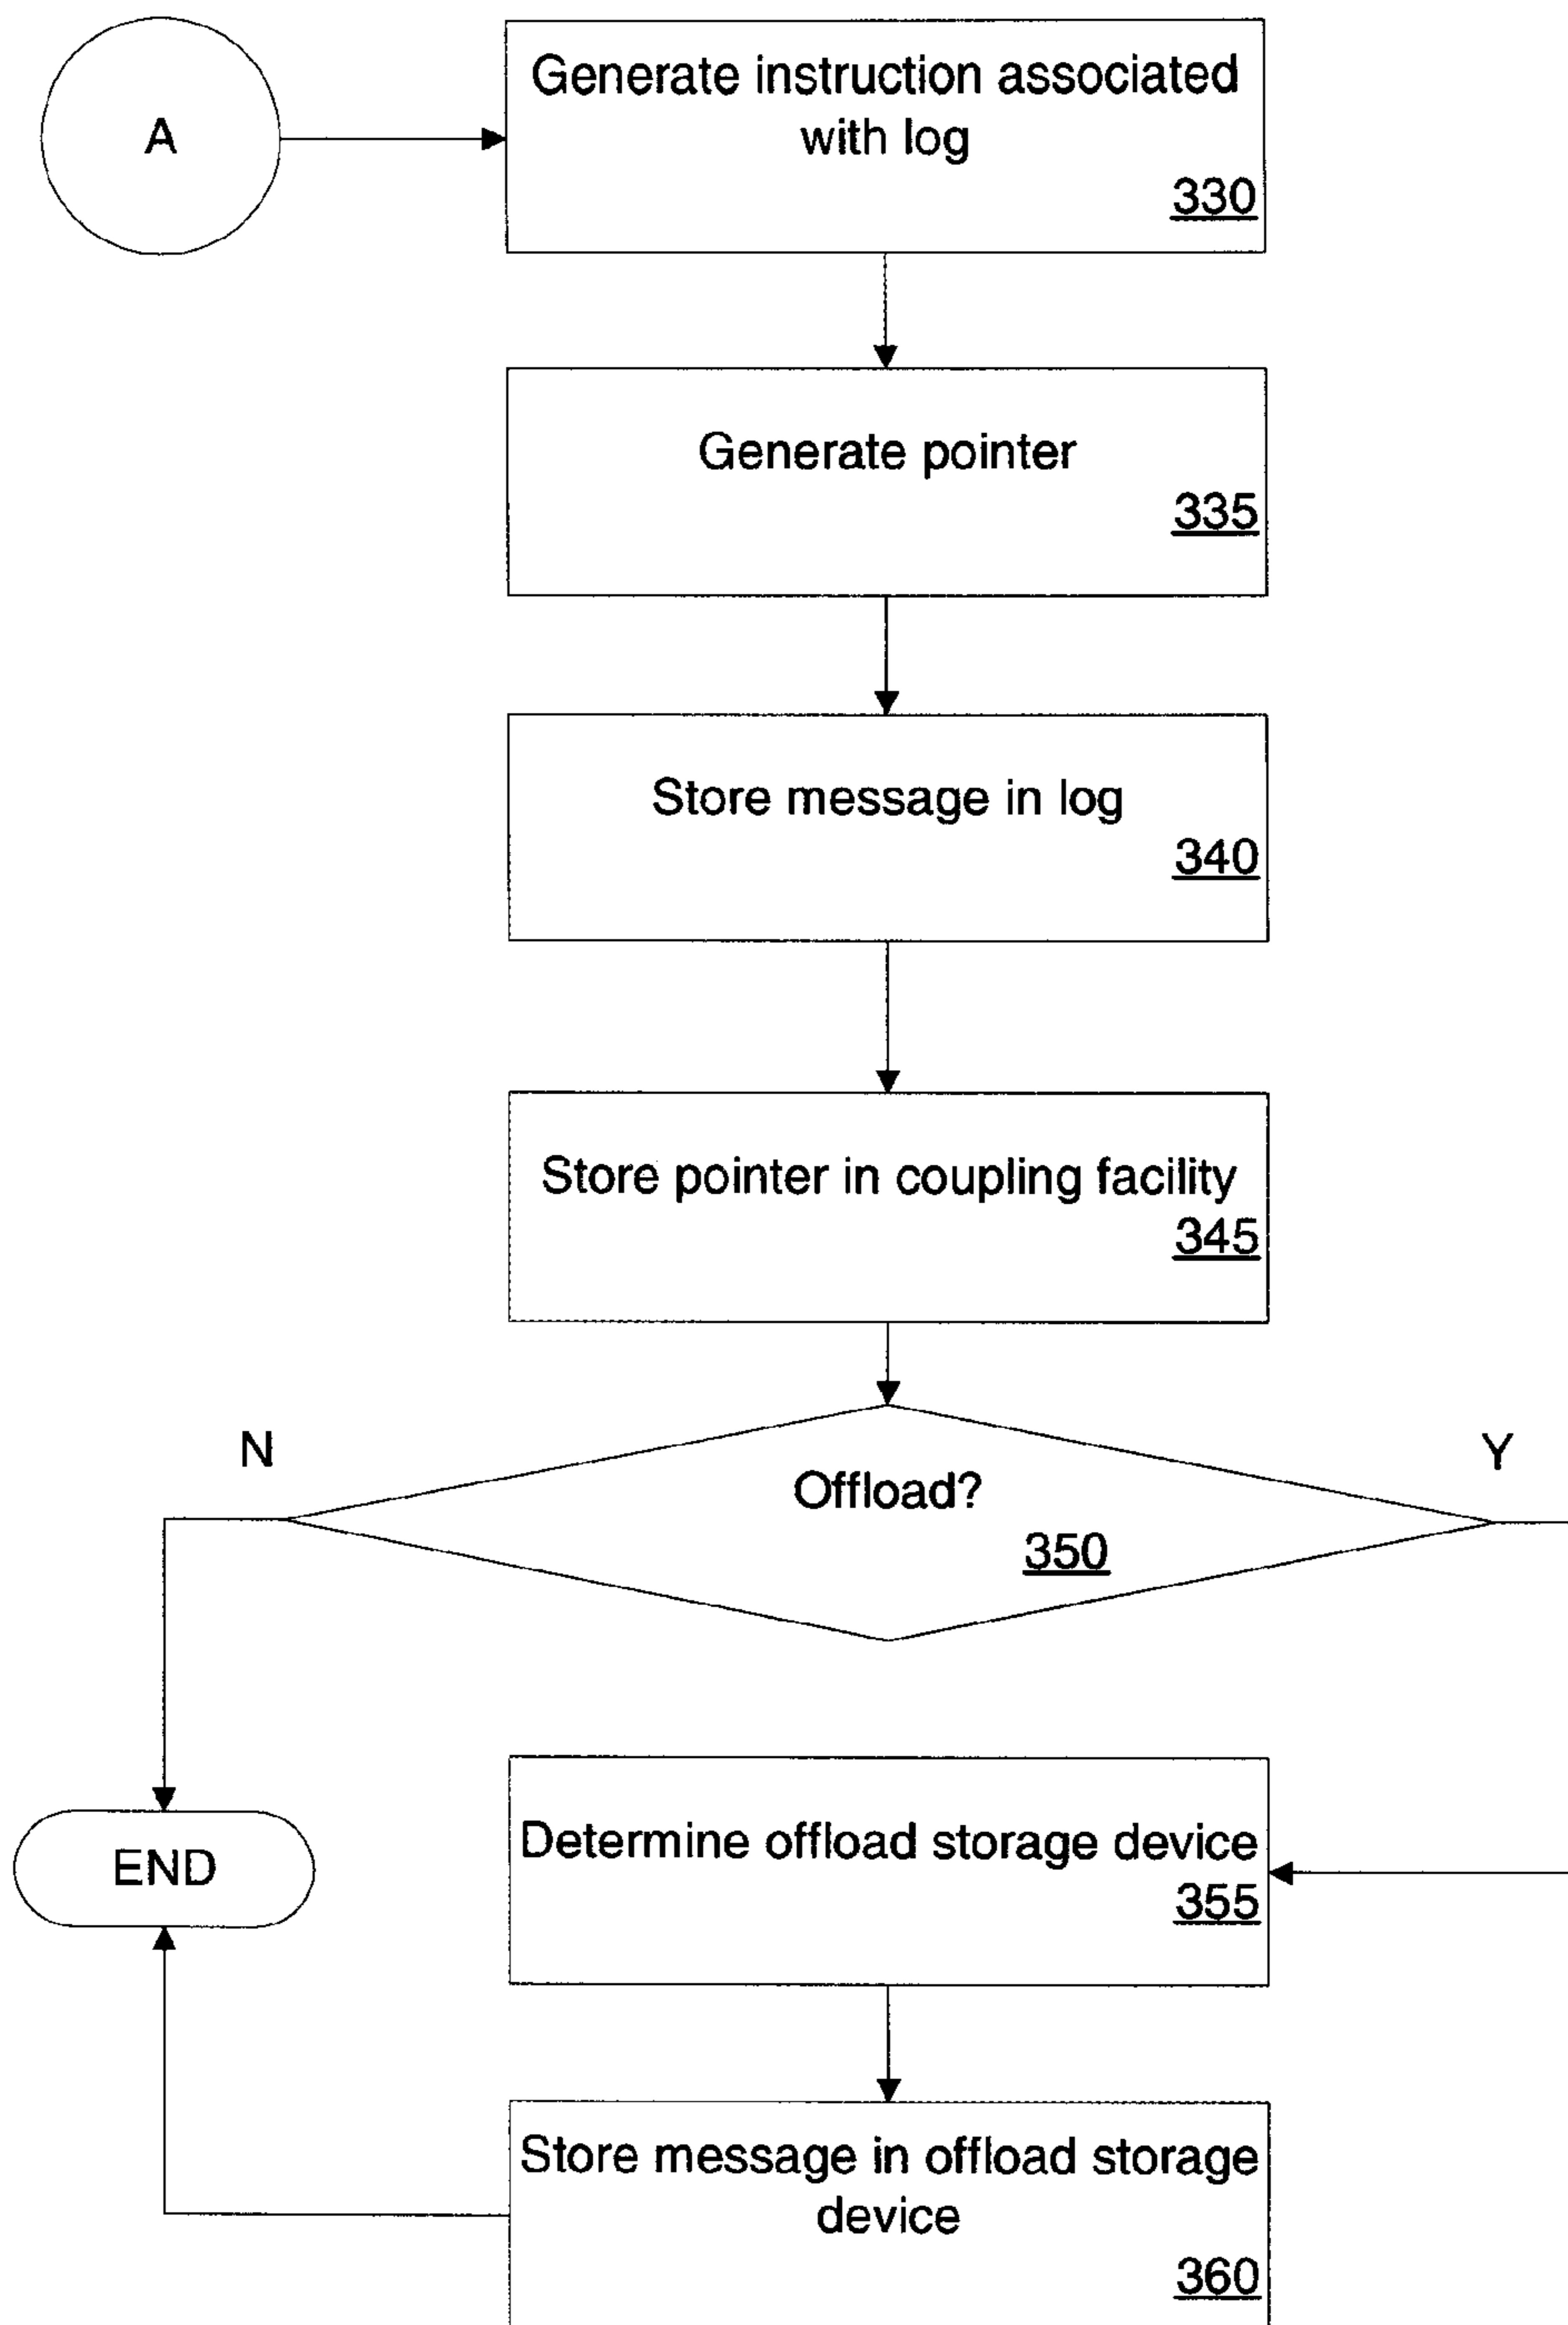 A
Generate instruction associated
with log
330
Generate pointer
335
Store message in log
340
Store pointer in coupling facility
345
N
Y
Offload?
350
Determine offload storage device
355
END
Store message in offload storage
device
360